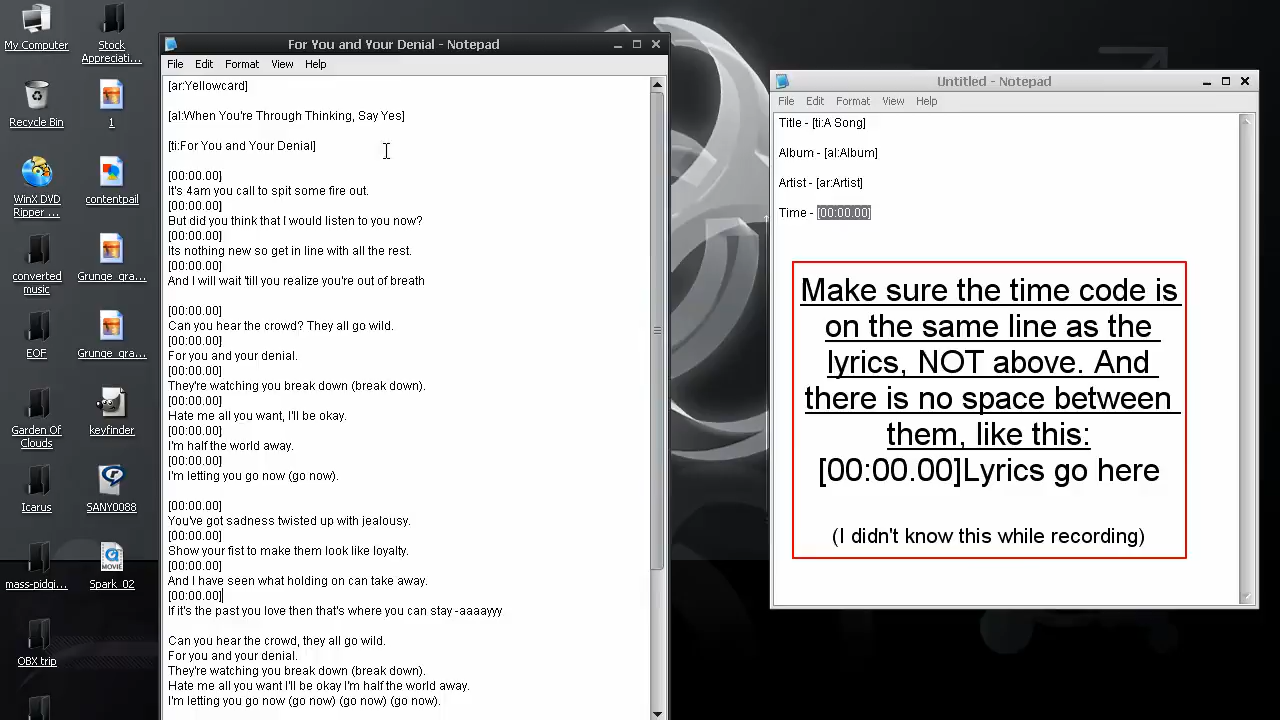 My Computer
Stock
Appreciati...
Recycle Bin
1
WinX DVD
Ripper ...
contentpail
converted
music
Grunge_gra...
EOF
Grunge_gra...
Garden Of
Clouds
keyfinder
Icarus
SANY0088
mass-pidgi...
MOVIE
Spark_02
OBX trip
For You and Your Denial - Notepad
File Edit Format View Help
[ar:Yellowcard]
[al:When You're Through Thinking, Say Yes]
[ti:For You and Your Denial]
[00:00.00]
It's 4am you call to spit some fire out.
[00:00.00]
But did you think that I would listen to you now?
[00:00.00]
Its nothing new so get in line with all the rest.
[00:00.00]
And I will wait 'till you realize you're out of breath
[00:00.00]
Can you hear the crowd? They all go wild.
[00:00.00]
For you and your denial.
[00:00.00]
They're watching you break down (break down).
[00:00.00]
Hate me all you want, I'll be okay.
[00:00.00]
I'm half the world away.
[00:00.00]
I'm letting you go now (go now).
[00:00.00]
You've got sadness twisted up with jealousy.
[00:00.00]
Show your fist to make them look like loyalty.
[00:00.00]
And I have seen what holding on can take away.
[00:00.00]
If it's the past you love then that's where you can stay -aaaayyy
Can you hear the crowd, they all go wild.
For you and your denial.
They're watching you break down (break down).
Hate me all you want I'll be okay I'm half the world away.
I'm letting you go now (go now) (go now) (go now).
Untitled - Notepad
File Edit Format View Help
Title - [ti:A Song]
Album - [al:Album]
Artist - [ar:Artist]
Time - [00:00.00]
Make sure the time code is
on the same line as the
lyrics, NOT above. And
there is no space between
them, like this:
[00:00.00]Lyrics go here
(I didn't know this while recording)